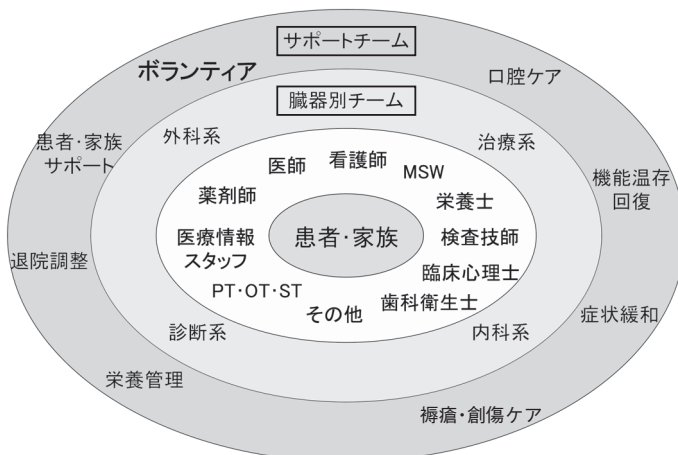 サポートチーム
ボランティア
口腔ケア
臓器別チーム
患者・家族
サポート
外科系
治療系
機能温存
回復
医師
看護師
MSW
薬剤師
栄養士
医療情報
スタッフ
患者・家族
検査技師
退院調整
臨床心理士
PT・OT・ST
その他
歯科衛生士
診断系
内科系
症状緩和
栄養管理
褥瘡・創傷ケア